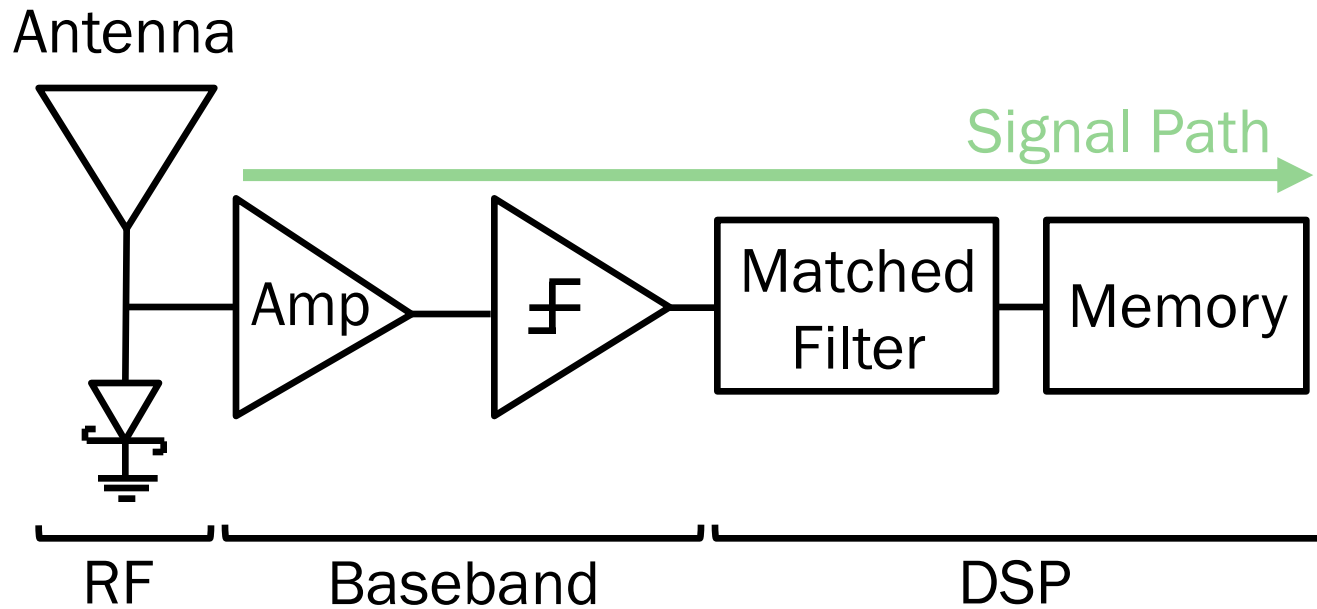 Antenna
Signal Path
Amp
Matched
Filter
Memory
RF
Baseband
DSP